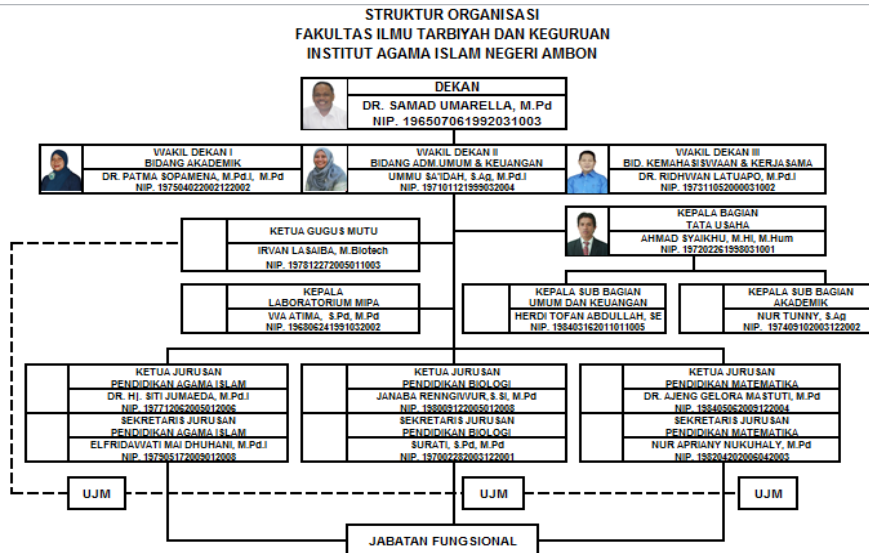 STRUKTUR ORGANISASI
FAKULTAS ILMU TARBIYAH DAN KEGURUAN
INSTITUT AGAMA ISLAM NEGERI AMBON
DEKAN
DR. SAMAD UMARELLA, M.Pd
NIP. 196507061992031003
WAKIL DEKAN I
BIDANG AKADEMIK
DR. PATMA SOPAMENA, M.Pd.I, M.Pd
NIP. 197504022002122002
WAKIL DEKAN II
BIDANG ADM.UMUM & KEUANGAN
UMMU SA'IDAH, S.Ag, M.Pd.I
NIP. 197101121999032004
WAKIL DEKAN III
BID. KEMAHASISWAAN & KERJASAMA
DR. RIDHWAN LATUAPO, M.Pd.I
NIP. 197311052000031002
KETUA GUGUS MUTU
IRVAN LASAIBA, M.Biotech
NIP. 197812272005011003
KEPALA BAGIAN
TATA USAHA
AHMAD SYAIKHU, M.HI, M.Hum
NIP. 197202261998031001
KEPALA
LABORATORIUM MIPA
WA ATIMA, S.Pd, M.Pd
NIP. 196806241991032002
KEPALA SUB BAGIAN
UMUM DAN KEUANGAN
HERDI TOFAN ABDULLAH, SE
NIP. 198403162011011005
KEPALA SUB BAGIAN
AKADEMIK
NUR TUNNY, S.Ag
NIP. 197409102003122002
KETUA JURUSAN
PENDIDIKAN AGAMA ISLAM
DR. Hj. SITI JUMAEDA, M.Pd.I
NIP. 197712062005012006
SEKRETARIS JURUSAN
PENDIDIKAN AGAMA ISLAM
ELFRIDAWATI MAI DHUHANI, M.Pd.I
NIP. 197905172009012008
KETUA JURUSAN
PENDIDIKAN BIOLOGI
JANABA RENNGIWUR, S.SI, M.Pd
NIP. 198009122005012008
SEKRETARIS JURUSAN
PENDIDIKAN BIOLOGI
SURATI, S.Pd, M.Pd
NIP. 197002282003122001
KETUA JURUSAN
PENDIDIKAN MATEMATIKA
DR. AJENG GELORA MASTUTI, M.Pd
NIP. 198405062009122004
SEKRETARIS JURUSAN
PENDIDIKAN MATEMATIKA
NUR APRIANY NUKUHALY, M.Pd
NIP. 198204202006042003
UJM
UJM
UJM
JABATAN FUNGSIONAL